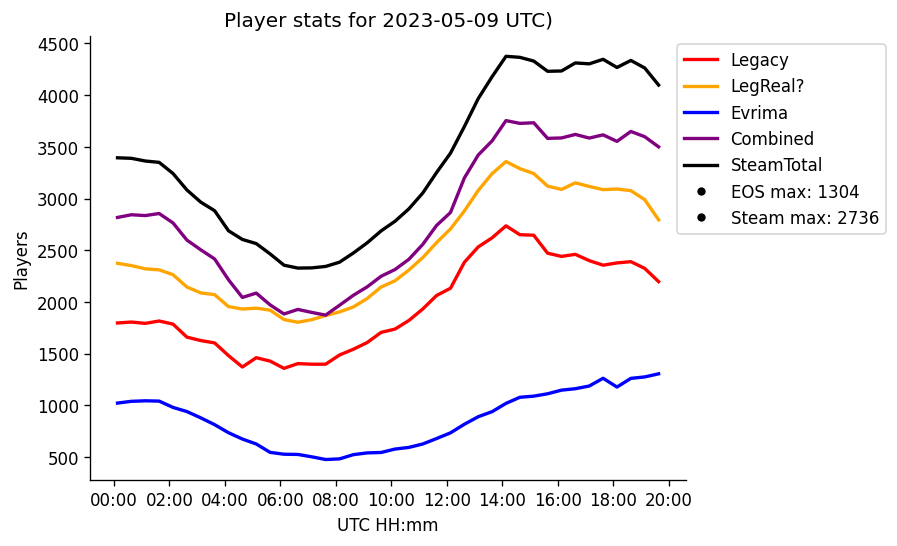 Player stats for 2023-05-09 UTC)
4500
4000
3500
3000
2500
2000
1500
1000
500
Players
00:00 02:00 04:00 06:00 08:00 10:00 12:00 14:00 16:00 18:00 20:00
UTC HH:mm
Legacy
LegReal?
Evrima
Combined
SteamTotal
EOS max: 1304
Steam max: 2736